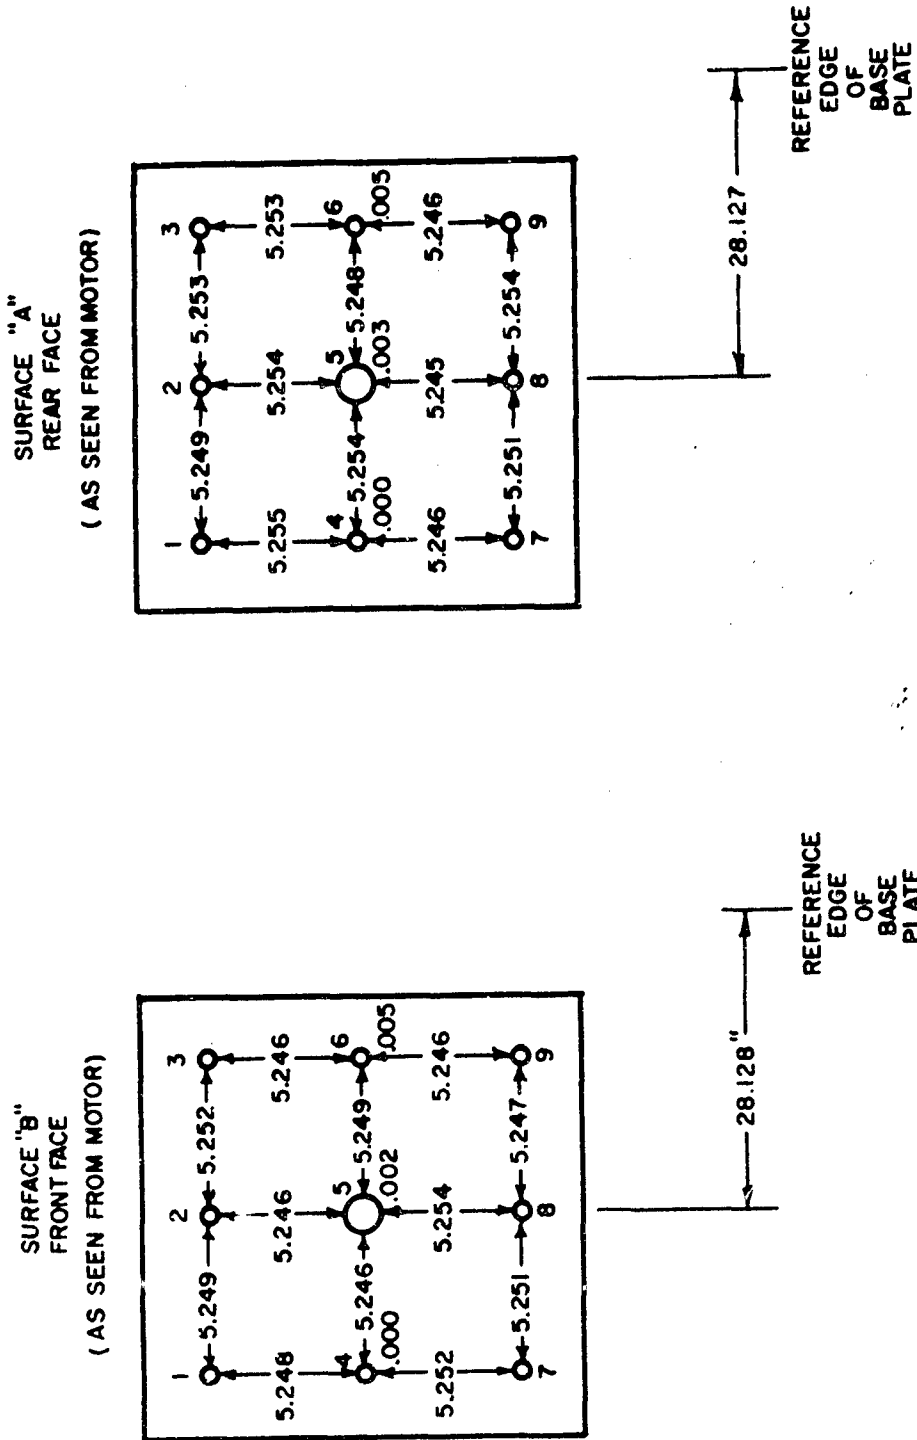 SURFACE "B"
FRONT FACE
(AS SEEN FROM MOTOR)
1 2 3
5.249 5.252
5.248 5.246 5.246
4 5 6
5.246 5.249
.000 .002 .005
5.252 5.254 5.246
5.251 5.247
7 8 9
28.128"
REFERENCE
EDGE
OF
BASE
PLATE
SURFACE "A"
REAR FACE
(AS SEEN FROM MOTOR)
1 2 3
5.249 5.253
5.255 5.254 5.253
4 5 6
5.254 5.248
.000 .003 .005
5.246 5.245 5.246
5.251 5.254
7 8 9
28.127
REFERENCE
EDGE
OF
BASE
PLATE